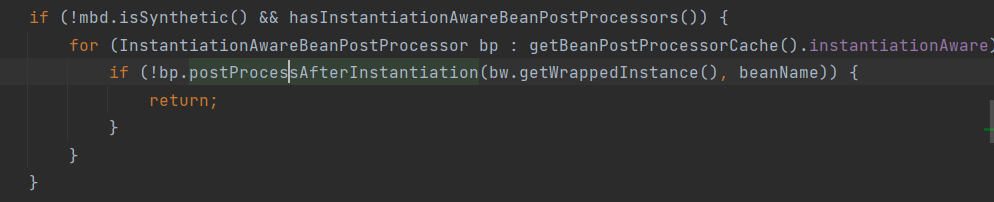 if (!mbd.isSynthetic() && hasInstantiationAwareBeanPostProcessors()) {
for (InstantiationAwareBeanPostProcessor bp : getBeanPostProcessorCache().instantiationAware)
if (!bp.postProcessAfterInstantiation(bw.getWrappedInstance(), beanName)) {
return;
}
}
}